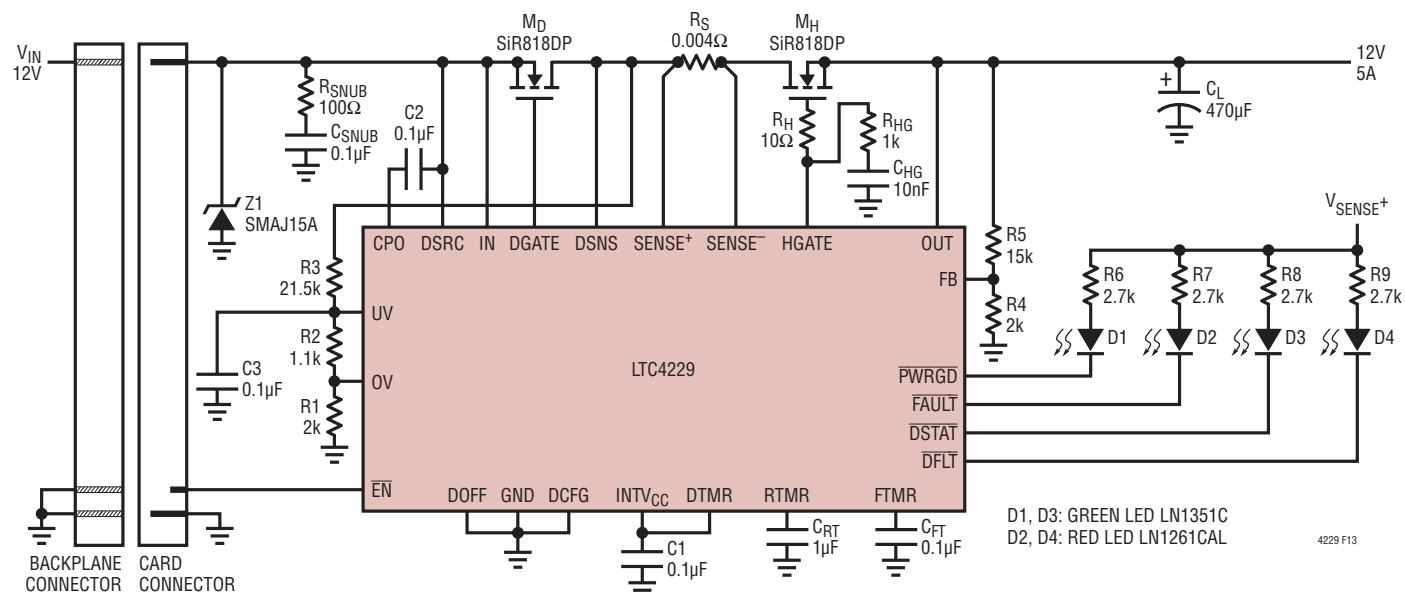 V_IN
12V
R_SNUB
100Ω
C_SNUB
0.1µF
Z1
SMAJ15A
C2
0.1µF
M_D
SiR818DP
R_S
0.004Ω
M_H
SiR818DP
R_H
10Ω
R_HG
1k
C_HG
10nF
12V
5A
+
C_L
470µF
V_SENSE+
CPO
DSRC
IN
DGATE
DSNS
SENSE+
SENSE–
HGATE
OUT
R3
21.5k
UV
R2
1.1k
OV
R1
2k
C3
0.1µF
LTC4229
R5
15k
FB
R4
2k
R6
2.7k
R7
2.7k
R8
2.7k
R9
2.7k
D1
D2
D3
D4
PWRGD
FAULT
DSTAT
DFLT
EN
DOFF
GND
DCFG
INTV_CC
DTMR
RTMR
FTMR
C1
0.1µF
C_RT
1µF
C_FT
0.1µF
D1, D3: GREEN LED LN1351C
D2, D4: RED LED LN1261CAL
4229 F13
BACKPLANE
CONNECTOR
CARD
CONNECTOR